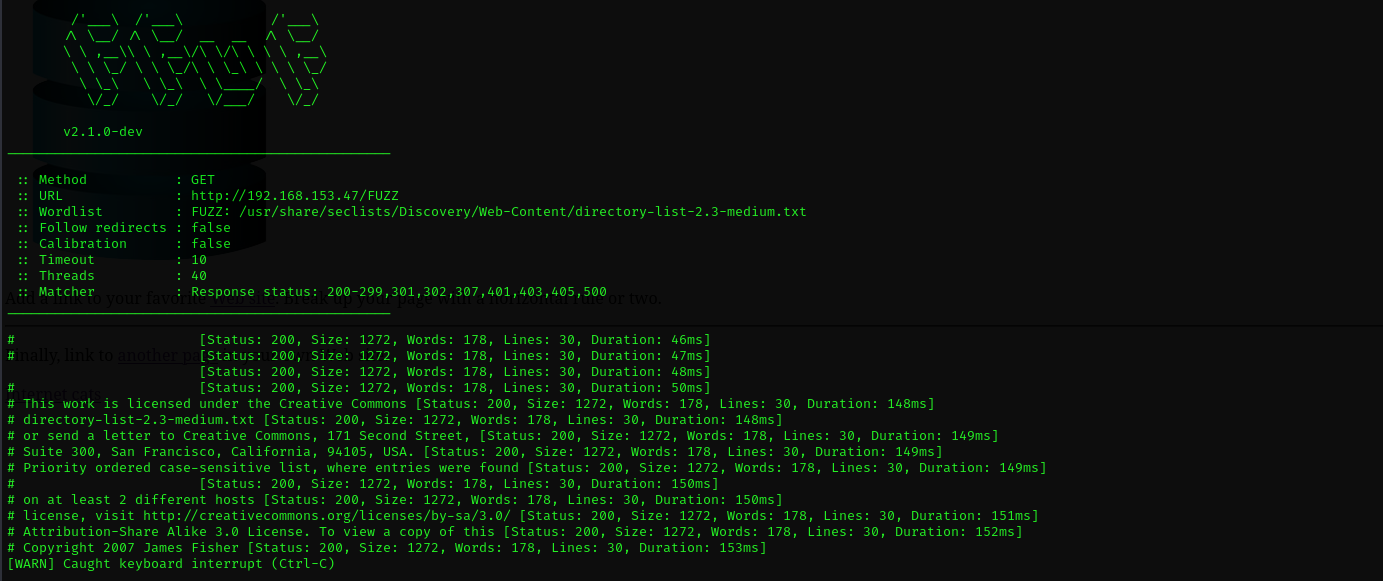 v2.1.0-dev
:: Method : GET
:: URL : http://192.168.153.47/FUZZ
:: Wordlist : FUZZ: /usr/share/seclists/Discovery/Web-Content/directory-list-2.3-medium.txt
:: Follow redirects : false
:: Calibration : false
:: Timeout : 10
:: Threads : 40
:: Matcher : Response status: 200-299,301,302,307,401,403,405,500
# [Status: 200, Size: 1272, Words: 178, Lines: 30, Duration: 46ms]
# [Status: 200, Size: 1272, Words: 178, Lines: 30, Duration: 47ms]
[Status: 200, Size: 1272, Words: 178, Lines: 30, Duration: 48ms]
# [Status: 200, Size: 1272, Words: 178, Lines: 30, Duration: 50ms]
# This work is licensed under the Creative Commons [Status: 200, Size: 1272, Words: 178, Lines: 30, Duration: 148ms]
# directory-list-2.3-medium.txt [Status: 200, Size: 1272, Words: 178, Lines: 30, Duration: 148ms]
# or send a letter to Creative Commons, 171 Second Street, [Status: 200, Size: 1272, Words: 178, Lines: 30, Duration: 149ms]
# Suite 300, San Francisco, California, 94105, USA. [Status: 200, Size: 1272, Words: 178, Lines: 30, Duration: 149ms]
# Priority ordered case-sensitive list, where entries were found [Status: 200, Size: 1272, Words: 178, Lines: 30, Duration: 149ms]
# [Status: 200, Size: 1272, Words: 178, Lines: 30, Duration: 150ms]
# on at least 2 different hosts [Status: 200, Size: 1272, Words: 178, Lines: 30, Duration: 150ms]
# license, visit http://creativecommons.org/licenses/by-sa/3.0/ [Status: 200, Size: 1272, Words: 178, Lines: 30, Duration: 151ms]
# Attribution-Share Alike 3.0 License. To view a copy of this [Status: 200, Size: 1272, Words: 178, Lines: 30, Duration: 152ms]
# Copyright 2007 James Fisher [Status: 200, Size: 1272, Words: 178, Lines: 30, Duration: 153ms]
[WARN] Caught keyboard interrupt (Ctrl-C)